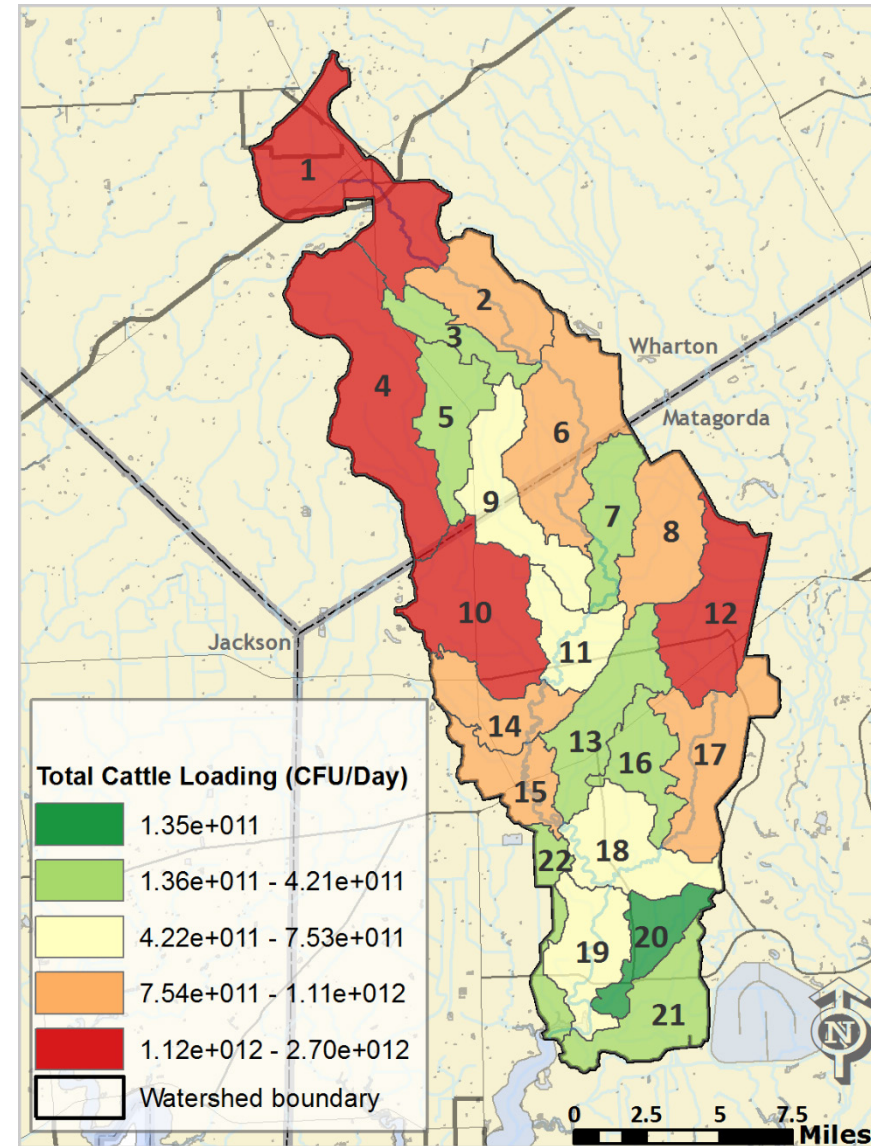 1
2
3
Wharton
4
Matagorda
5
6
9
7
8
10
12
Jackson
11
14
13
16
17
15
18
22
20
19
21
Total Cattle Loading (CFU/Day)
1.35e+011
1.36e+011 - 4.21e+011
4.22e+011 - 7.53e+011
7.54e+011 - 1.11e+012
1.12e+012 - 2.70e+012
Watershed boundary
N
0 2.5 5 7.5
Miles